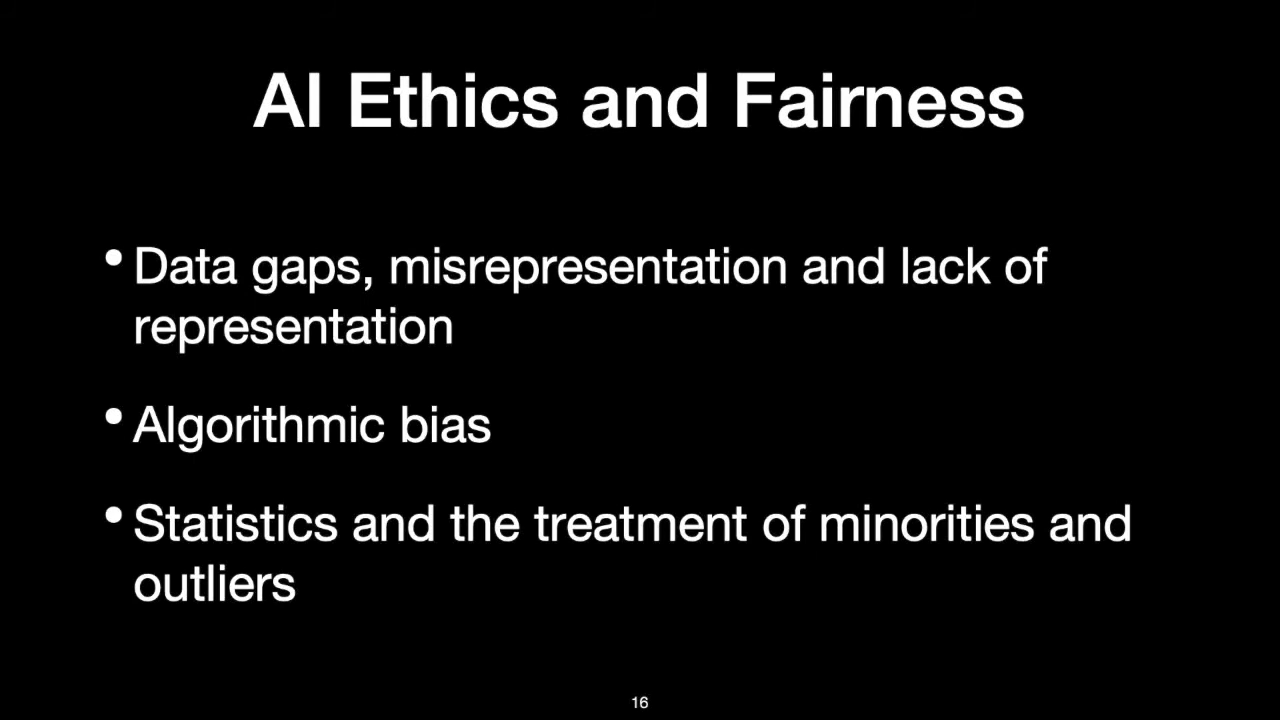 AI Ethics and Fairness
• Data gaps, misrepresentation and lack of
representation
• Algorithmic bias
• Statistics and the treatment of minorities and
outliers
16